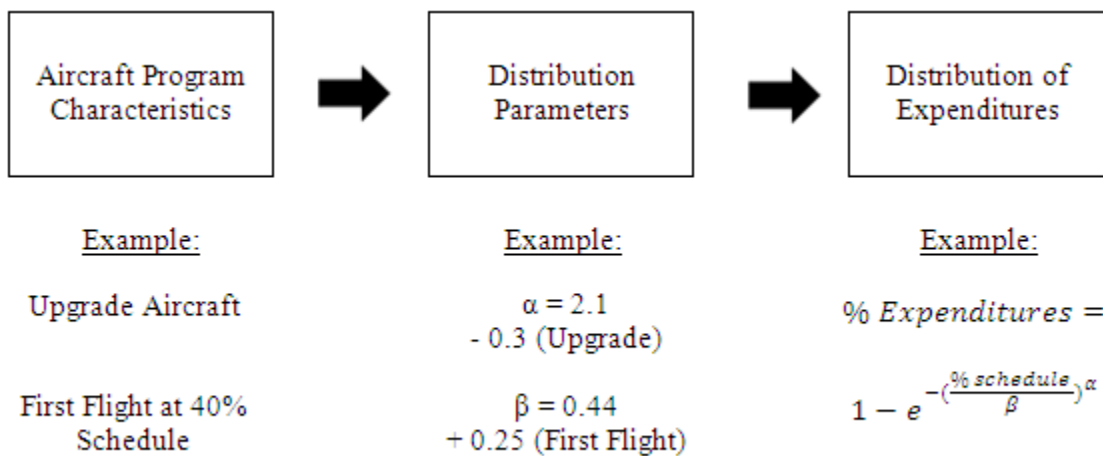 Aircraft Program
Characteristics
Distribution
Parameters
Distribution of
Expenditures
Example:
Upgrade Aircraft
First Flight at 40%
Schedule
Example:
α = 2.1
- 0.3 (Upgrade)
β = 0.44
+ 0.25 (First Flight)
Example:
% Expenditures =
1 − e^{−(\frac{% schedule}{β})^α}